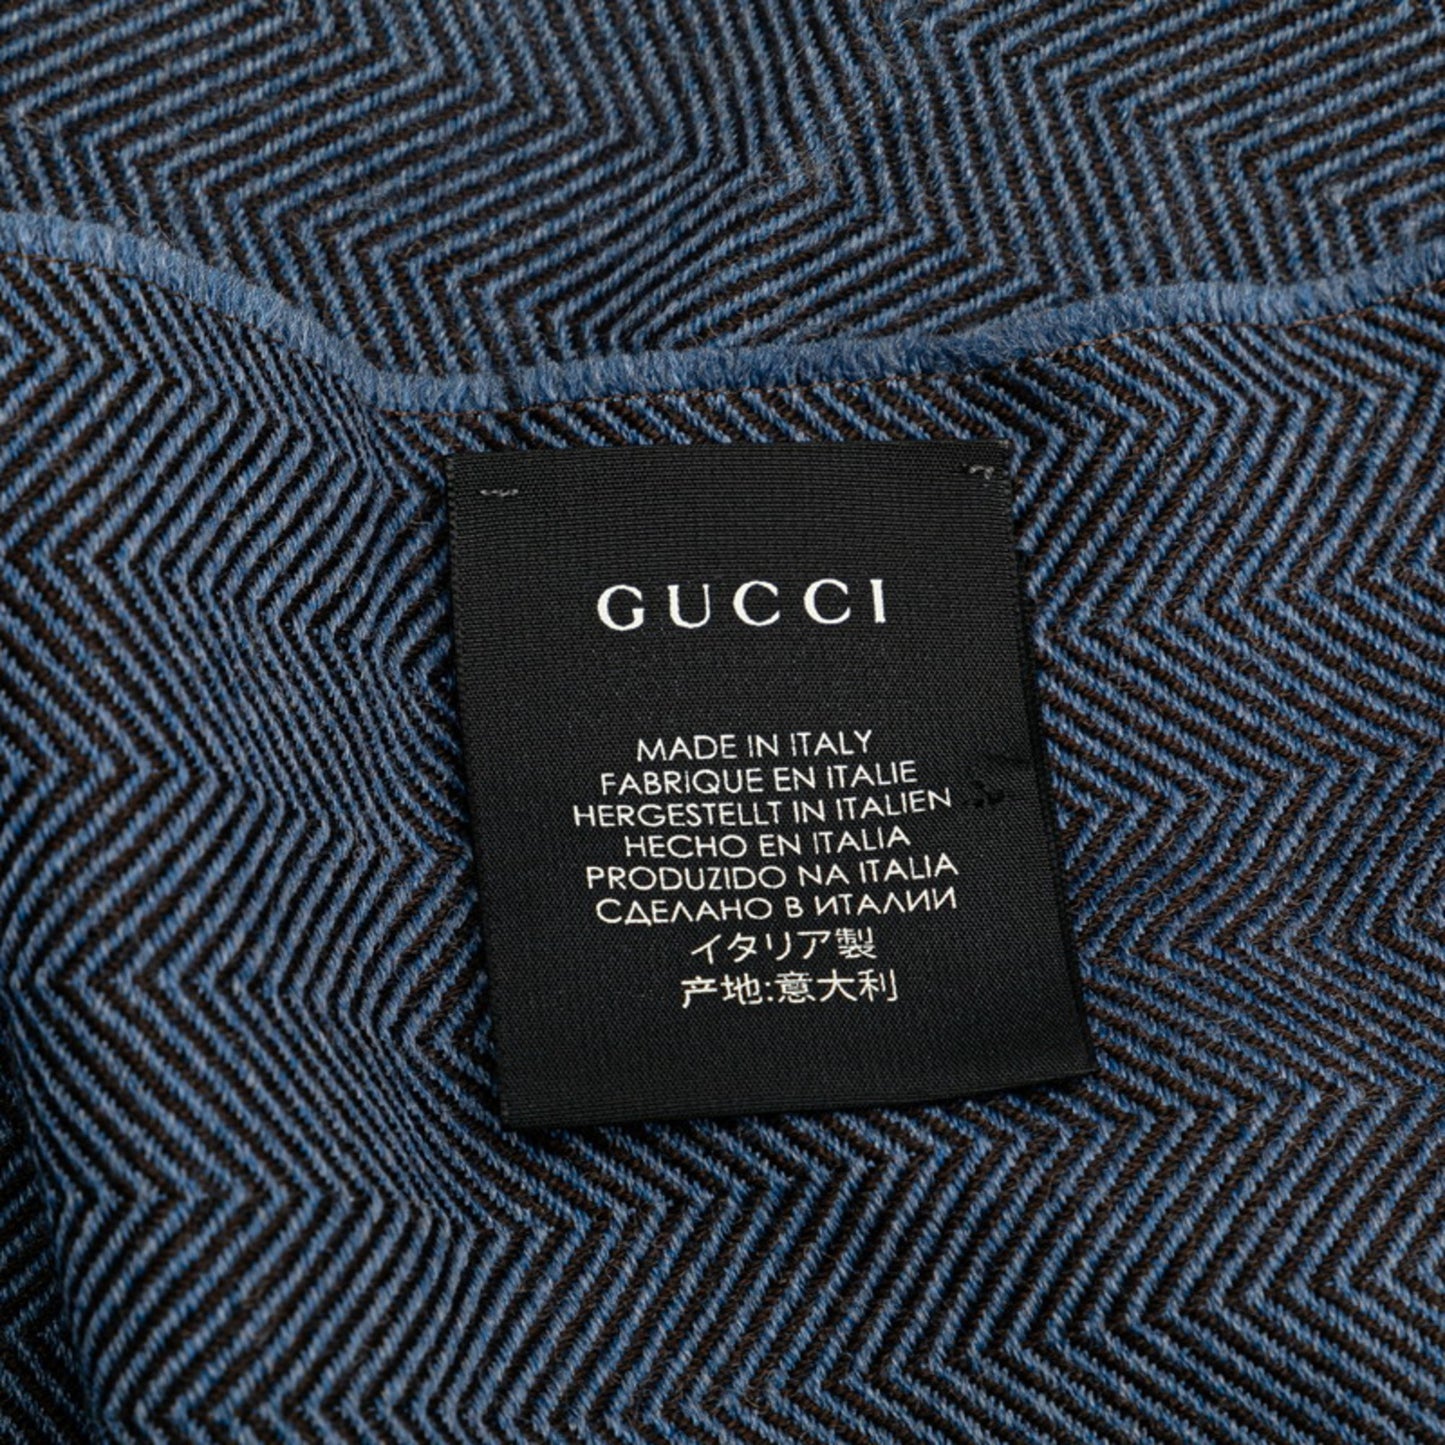 GUCCI
MADE IN ITALY
FABRIQUE EN ITALIE
HERGESTELLT IN ITALIEN
HECHO EN ITALIA
PRODUZIDO NA ITALIA
СДЕЛАНО В ИТАЛИИ
イタリア製
产地:意大利